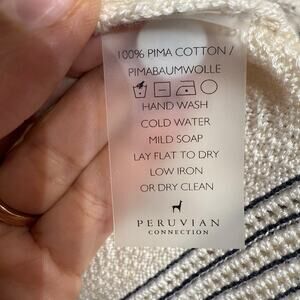 100% PIMA COTTON /
PIMABAUMWOLLE
HAND WASH
COLD WATER
MILD SOAP
LAY FLAT TO DRY
LOW IRON
OR DRY CLEAN
PERUVIAN
CONNECTION